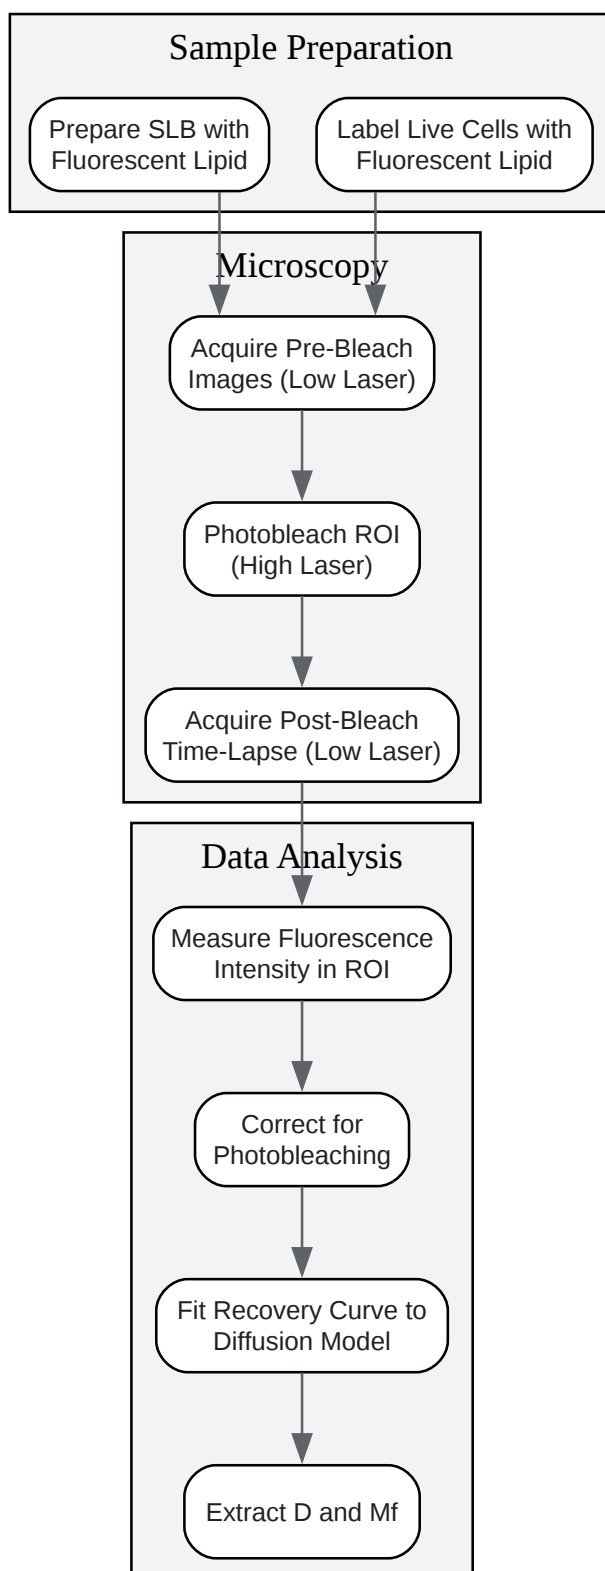 Sample Preparation
Prepare SLB with
Fluorescent Lipid
Label Live Cells with
Fluorescent Lipid
Microscopy
Acquire Pre-Bleach
Images (Low Laser)
Photobleach ROI
(High Laser)
Acquire Post-Bleach
Time-Lapse (Low Laser)
Data Analysis
Measure Fluorescence
Intensity in ROI
Correct for
Photobleaching
Fit Recovery Curve to
Diffusion Model
Extract D and Mf